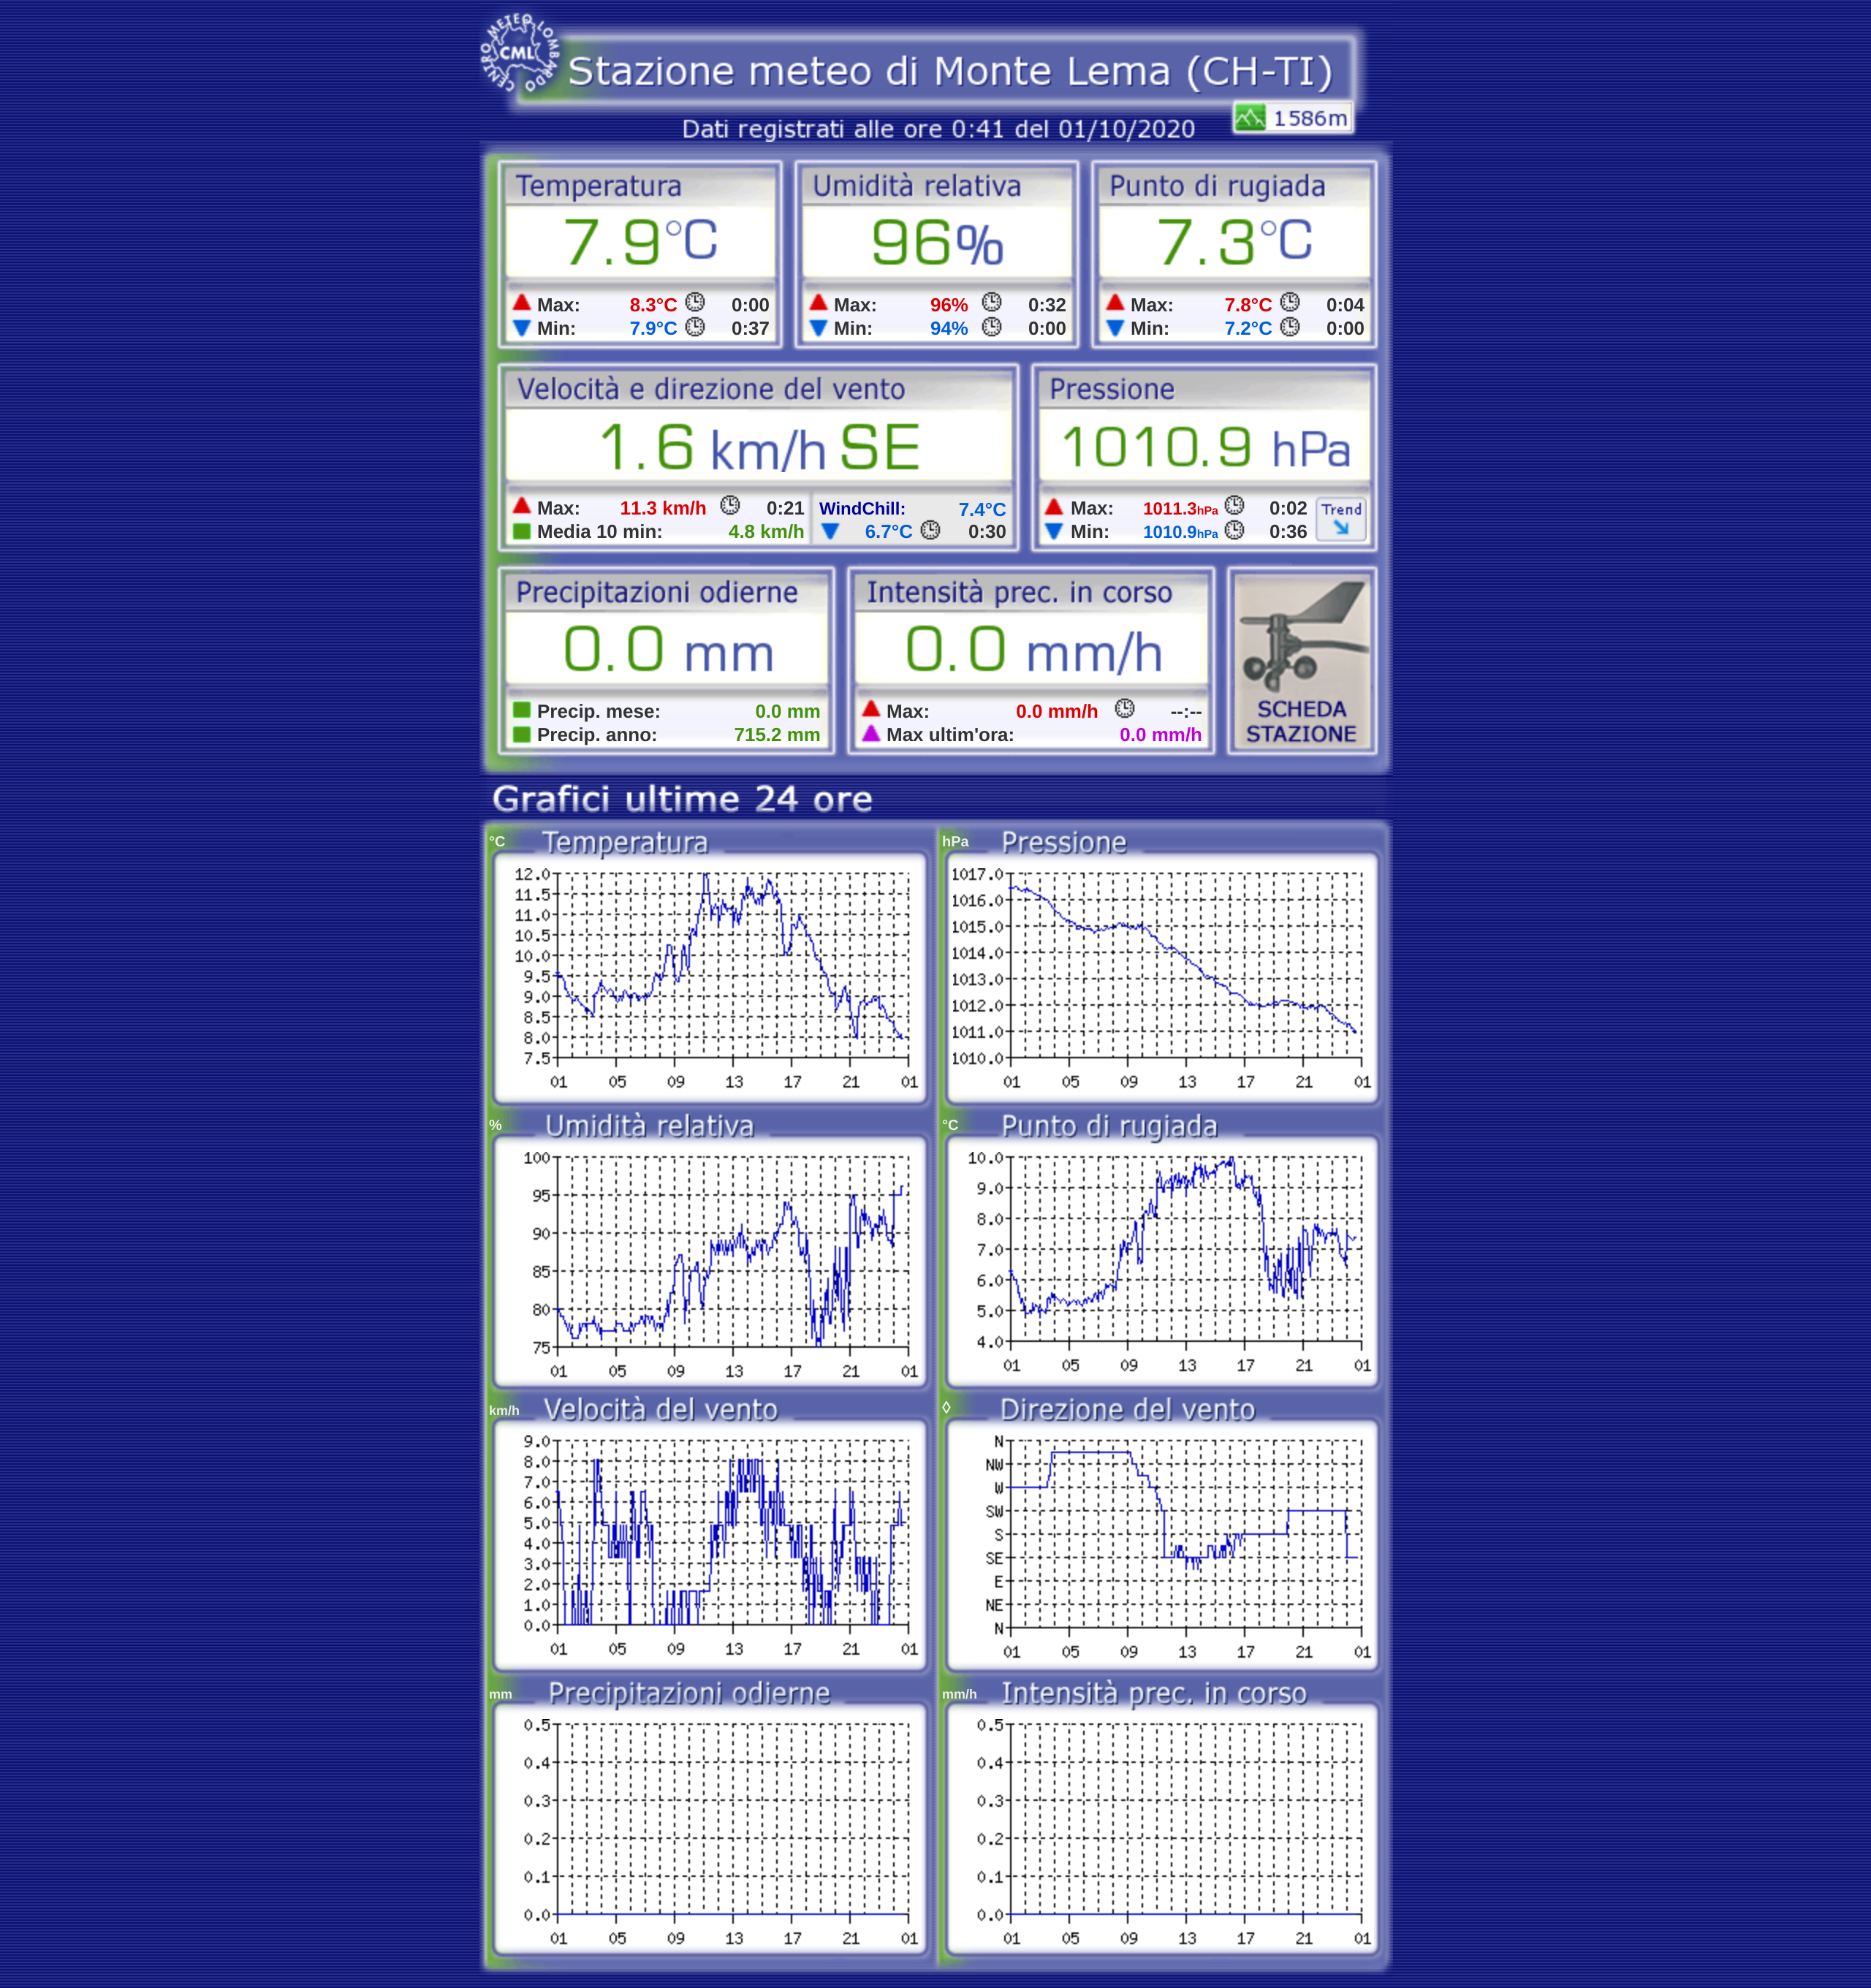 CENTRO METEO LOMBARDO
CML
Stazione meteo di Monte Lema (CH-TI)
1586m
Dati registrati alle ore 0:41 del 01/10/2020
Temperatura
7.9°C
Max: 8.3°C 0:00
Min: 7.9°C 0:37
Umidità relativa
96%
Max: 96% 0:32
Min: 94% 0:00
Punto di rugiada
7.3°C
Max: 7.8°C 0:04
Min: 7.2°C 0:00
Velocità e direzione del vento
1.6 km/h SE
Max: 11.3 km/h 0:21
Media 10 min: 4.8 km/h
WindChill: 7.4°C
6.7°C 0:30
Pressione
1010.9 hPa
Max: 1011.3hPa 0:02
Min: 1010.9hPa 0:36
Trend
Precipitazioni odierne
0.0 mm
Precip. mese: 0.0 mm
Precip. anno: 715.2 mm
Intensità prec. in corso
0.0 mm/h
Max: 0.0 mm/h --:--
Max ultim'ora: 0.0 mm/h
SCHEDA
STAZIONE
Grafici ultime 24 ore
°C Temperatura
12.0
11.5
11.0
10.5
10.0
9.5
9.0
8.5
8.0
7.5
01 05 09 13 17 21 01
hPa Pressione
1017.0
1016.0
1015.0
1014.0
1013.0
1012.0
1011.0
1010.0
01 05 09 13 17 21 01
% Umidità relativa
100
95
90
85
80
75
01 05 09 13 17 21 01
°C Punto di rugiada
10.0
9.0
8.0
7.0
6.0
5.0
4.0
01 05 09 13 17 21 01
km/h Velocità del vento
9.0
8.0
7.0
6.0
5.0
4.0
3.0
2.0
1.0
0.0
01 05 09 13 17 21 01
◊ Direzione del vento
N
NW
W
SW
S
SE
E
NE
N
01 05 09 13 17 21 01
mm Precipitazioni odierne
0.5
0.4
0.3
0.2
0.1
0.0
01 05 09 13 17 21 01
mm/h Intensità prec. in corso
0.5
0.4
0.3
0.2
0.1
0.0
01 05 09 13 17 21 01